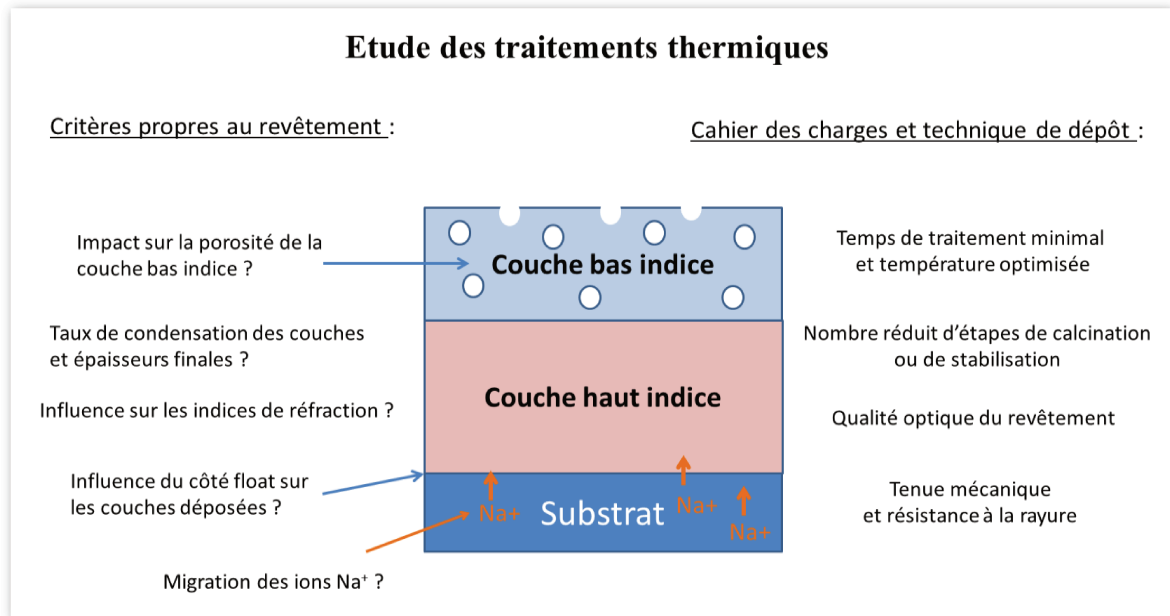 Etude des traitements thermiques
Critères propres au revêtement :
Cahier des charges et technique de dépôt :
Impact sur la porosité de la
couche bas indice ?
Taux de condensation des couches
et épaisseurs finales ?
Influence sur les indices de réfraction ?
Influence du côté float sur
les couches déposées ?
Migration des ions Na⁺ ?
Couche bas indice
Couche haut indice
Substrat
Na+
Na+
Na+
Temps de traitement minimal
et température optimisée
Nombre réduit d'étapes de calcination
ou de stabilisation
Qualité optique du revêtement
Tenue mécanique
et résistance à la rayure